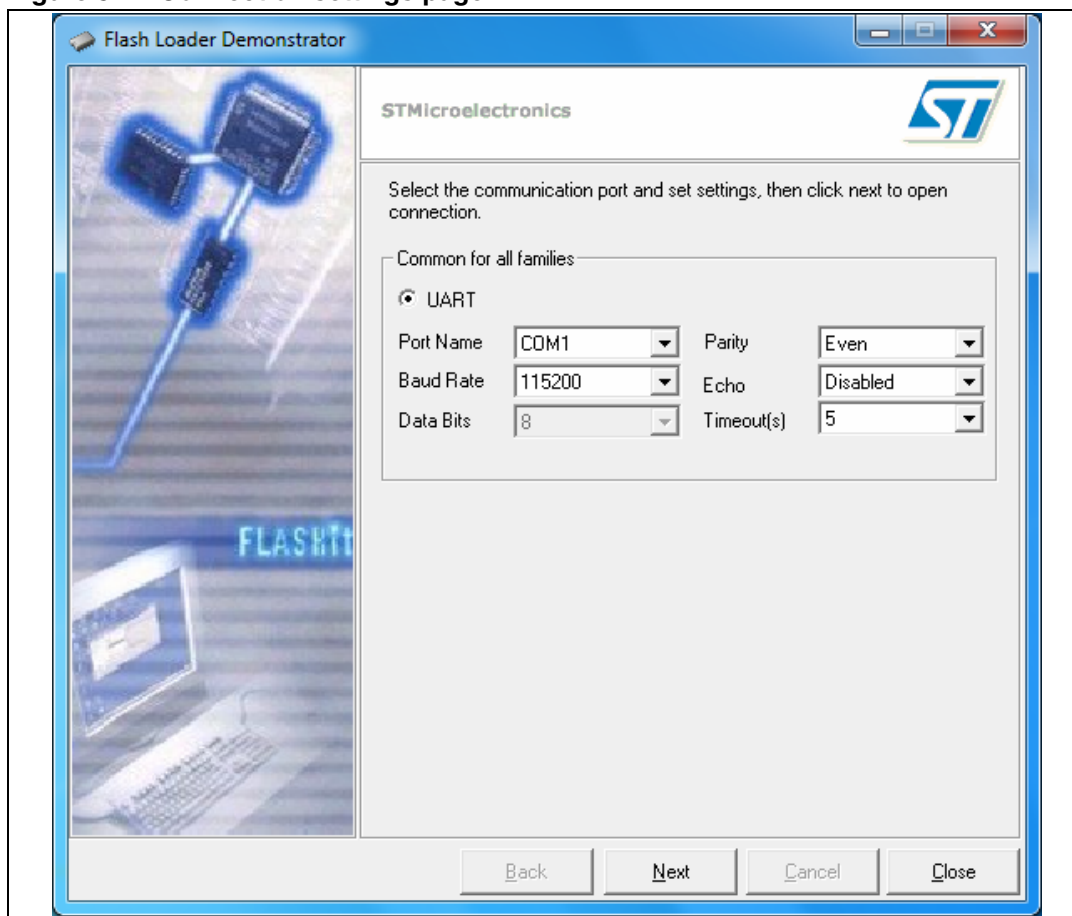 Flash Loader Demonstrator
STMicroelectronics
ST
Select the communication port and set settings, then click next to open
connection.
Common for all families
UART
Port Name COM1 Parity Even
Baud Rate 115200 Echo Disabled
Data Bits 8 Timeout(s) 5
Back Next Cancel Close